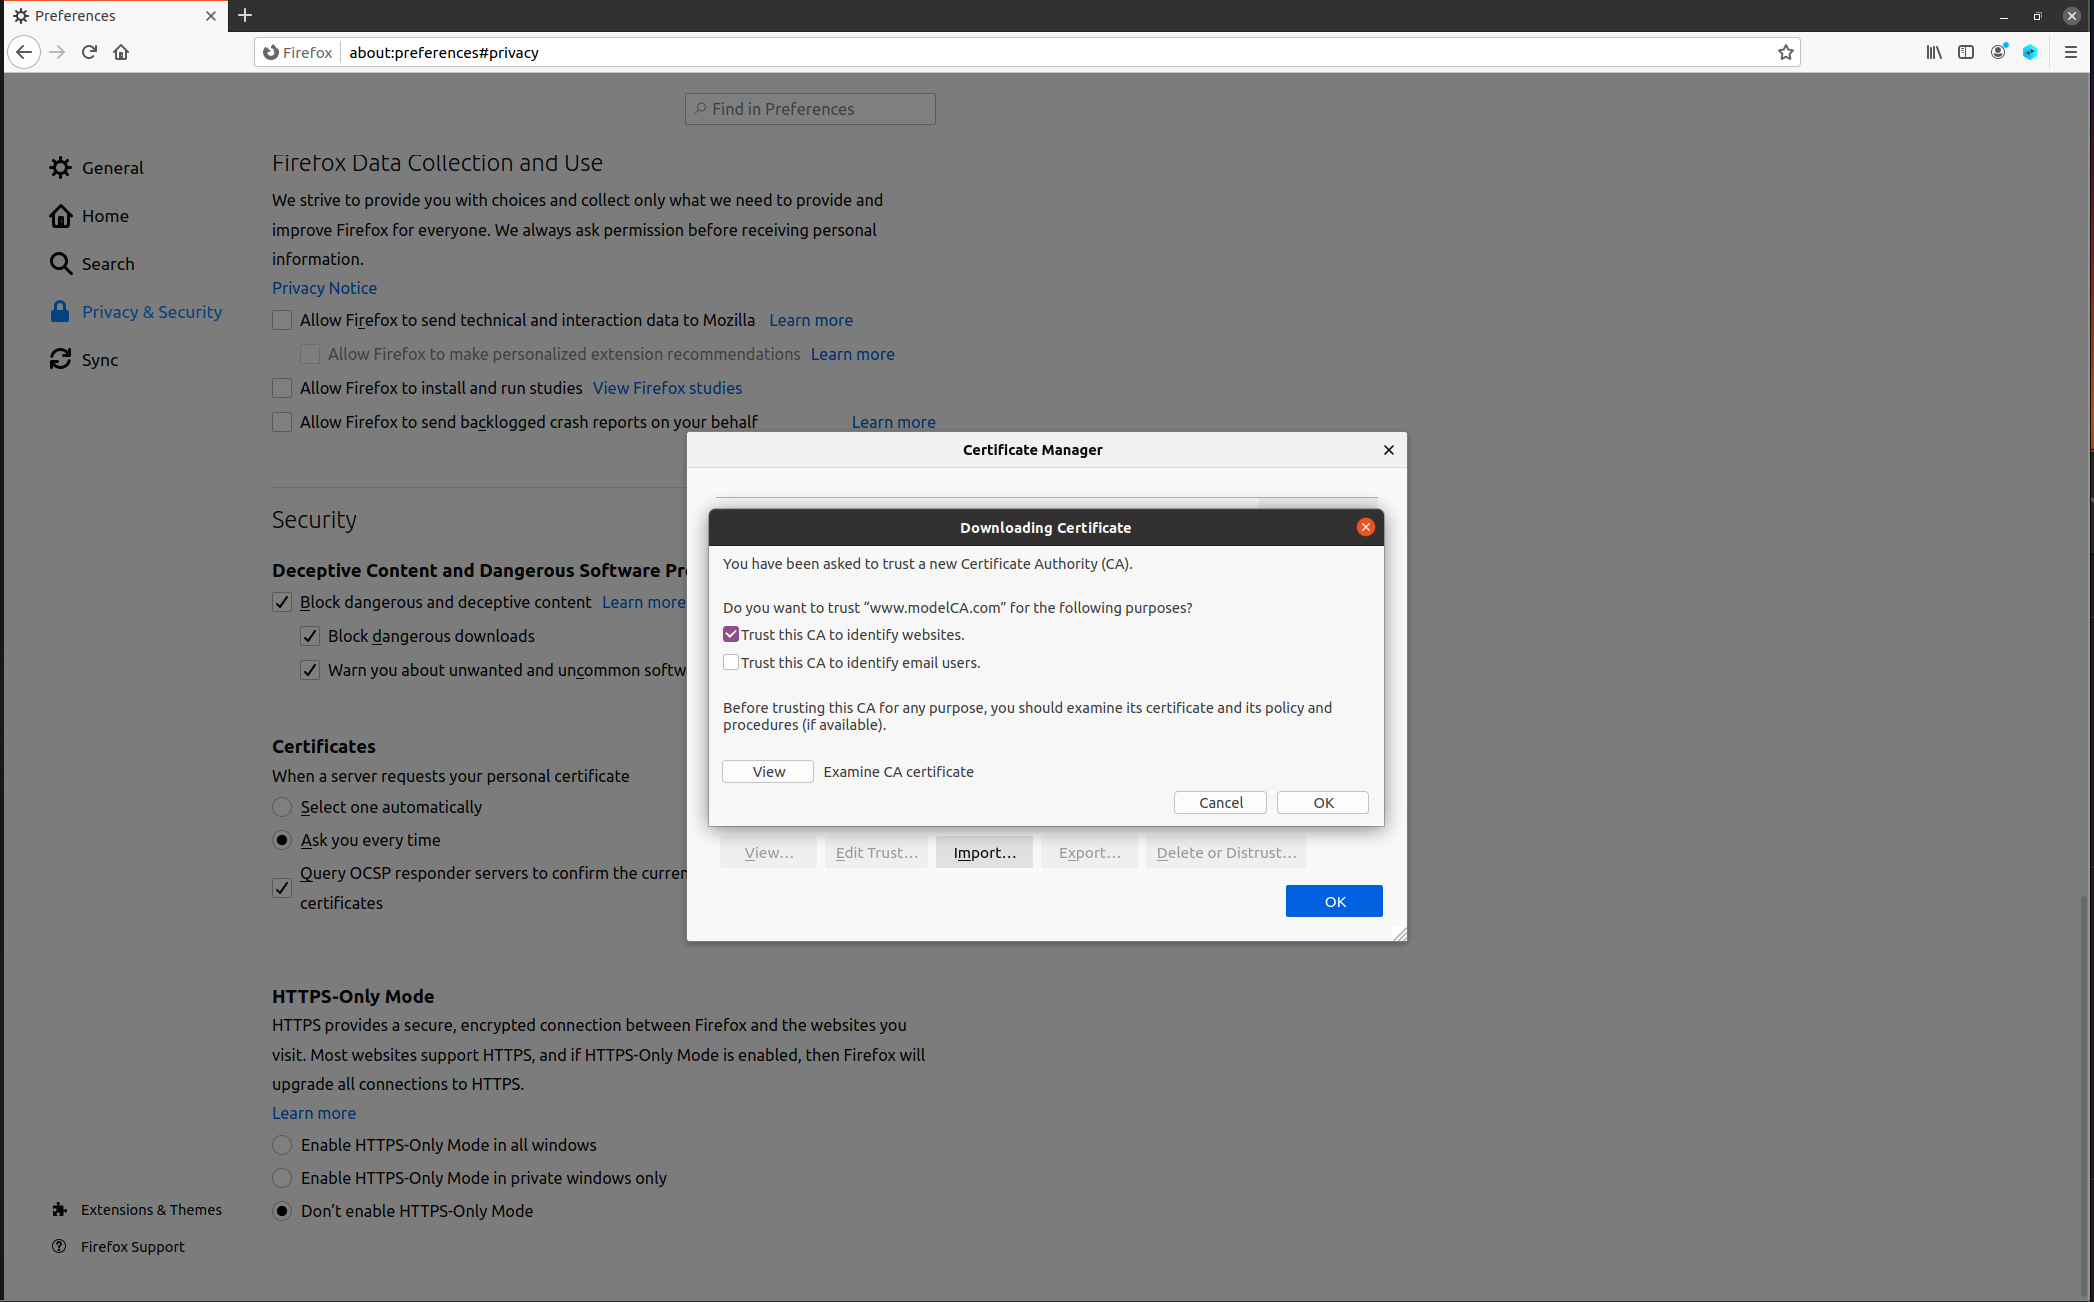 Preferences
Firefox
about:preferences#privacy
Find in Preferences
General
Home
Search
Privacy & Security
Sync
Extensions & Themes
Firefox Support
Firefox Data Collection and Use
We strive to provide you with choices and collect only what we need to provide and
improve Firefox for everyone. We always ask permission before receiving personal
information.
Privacy Notice
Allow Firefox to send technical and interaction data to Mozilla Learn more
Allow Firefox to make personalized extension recommendations Learn more
Allow Firefox to install and run studies View Firefox studies
Allow Firefox to send backlogged crash reports on your behalf Learn more
Security
Deceptive Content and Dangerous Software Pr
Block dangerous and deceptive content Learn more
Block dangerous downloads
Warn you about unwanted and uncommon softw
Certificates
When a server requests your personal certificate
Select one automatically
Ask you every time
Query OCSP responder servers to confirm the curren
certificates
HTTPS-Only Mode
HTTPS provides a secure, encrypted connection between Firefox and the websites you
visit. Most websites support HTTPS, and if HTTPS-Only Mode is enabled, then Firefox will
upgrade all connections to HTTPS.
Learn more
Enable HTTPS-Only Mode in all windows
Enable HTTPS-Only Mode in private windows only
Don’t enable HTTPS-Only Mode
Certificate Manager
Downloading Certificate
You have been asked to trust a new Certificate Authority (CA).
Do you want to trust “www.modelCA.com” for the following purposes?
Trust this CA to identify websites.
Trust this CA to identify email users.
Before trusting this CA for any purpose, you should examine its certificate and its policy and
procedures (if available).
View Examine CA certificate
Cancel OK
View… Edit Trust… Import… Export… Delete or Distrust…
OK